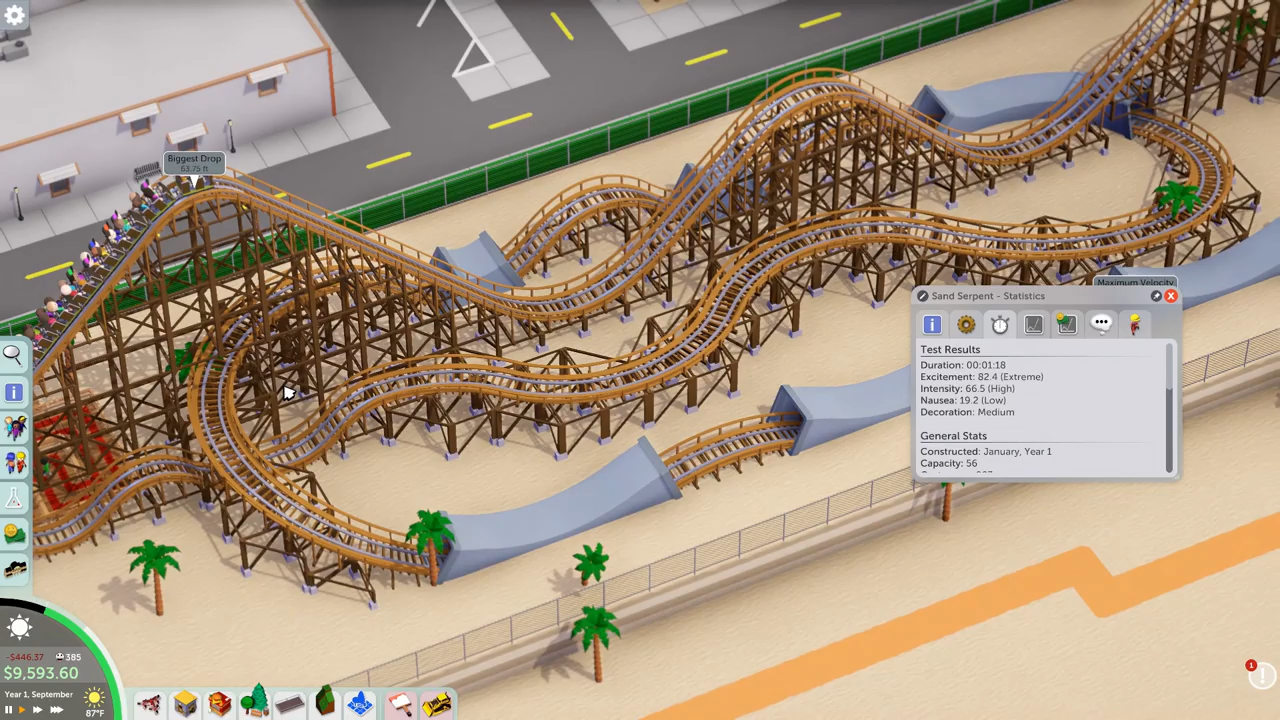 Biggest Drop
63.75 ft
Maximum Velocity
Sand Serpent - Statistics
Test Results
Duration: 00:01:18
Excitement: 82.4 (Extreme)
Intensity: 66.5 (High)
Nausea: 19.2 (Low)
Decoration: Medium
General Stats
Constructed: January, Year 1
Capacity: 56
-$446.37
385
$9,593.60
Year 1, September
87°F
1